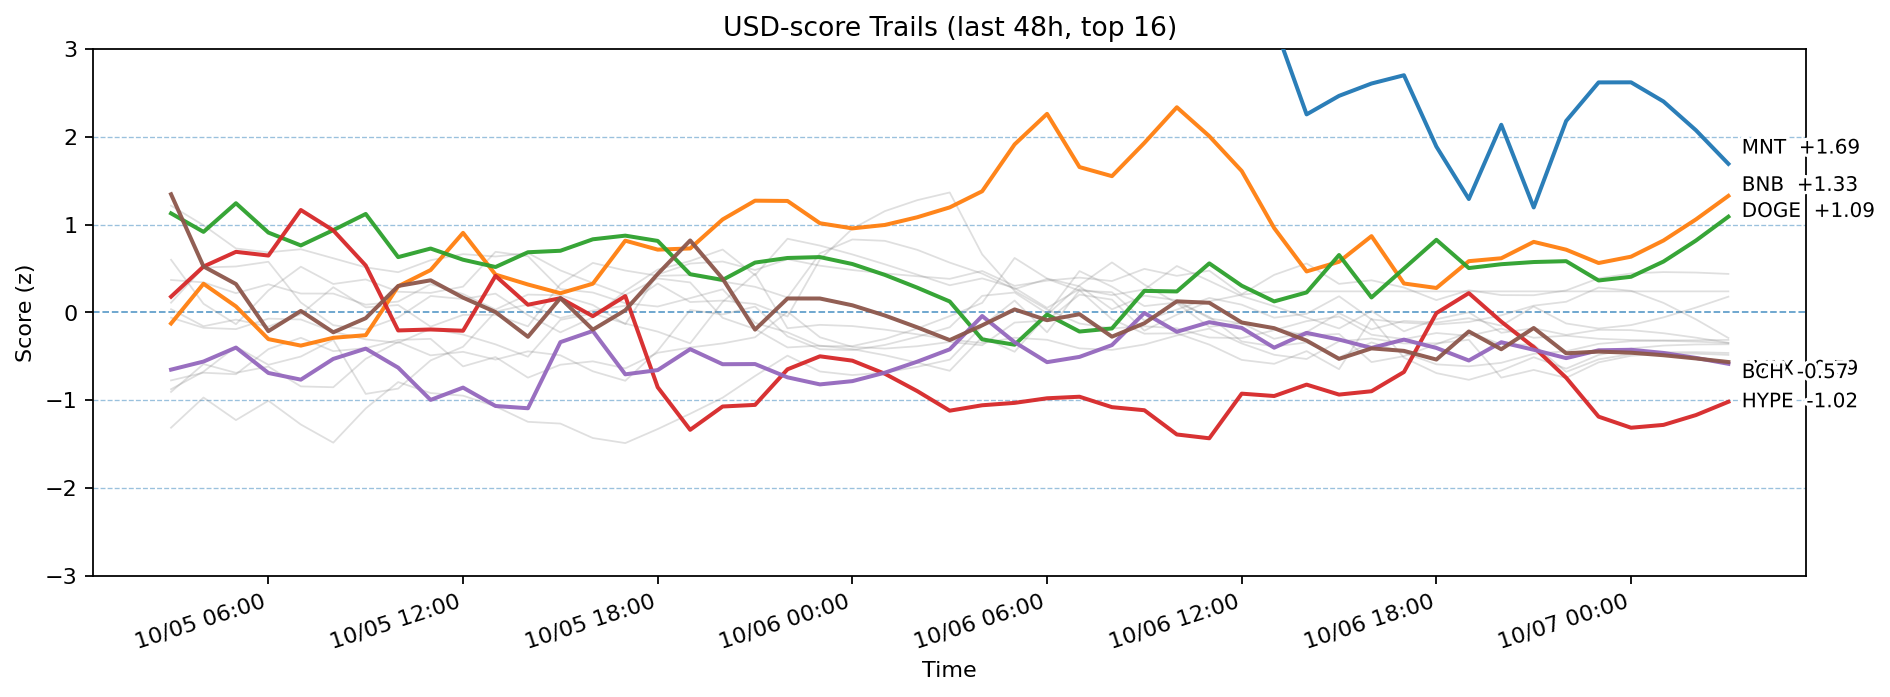 USD-score Trails (last 48h, top 16)
Score (z)
3
2
1
0
−1
−2
−3
MNT +1.69
BNB +1.33
DOGE +1.09
BCH -0.57
HYPE -1.02
10/05 06:00
10/05 12:00
10/05 18:00
10/06 00:00
10/06 06:00
10/06 12:00
10/06 18:00
10/07 00:00
Time